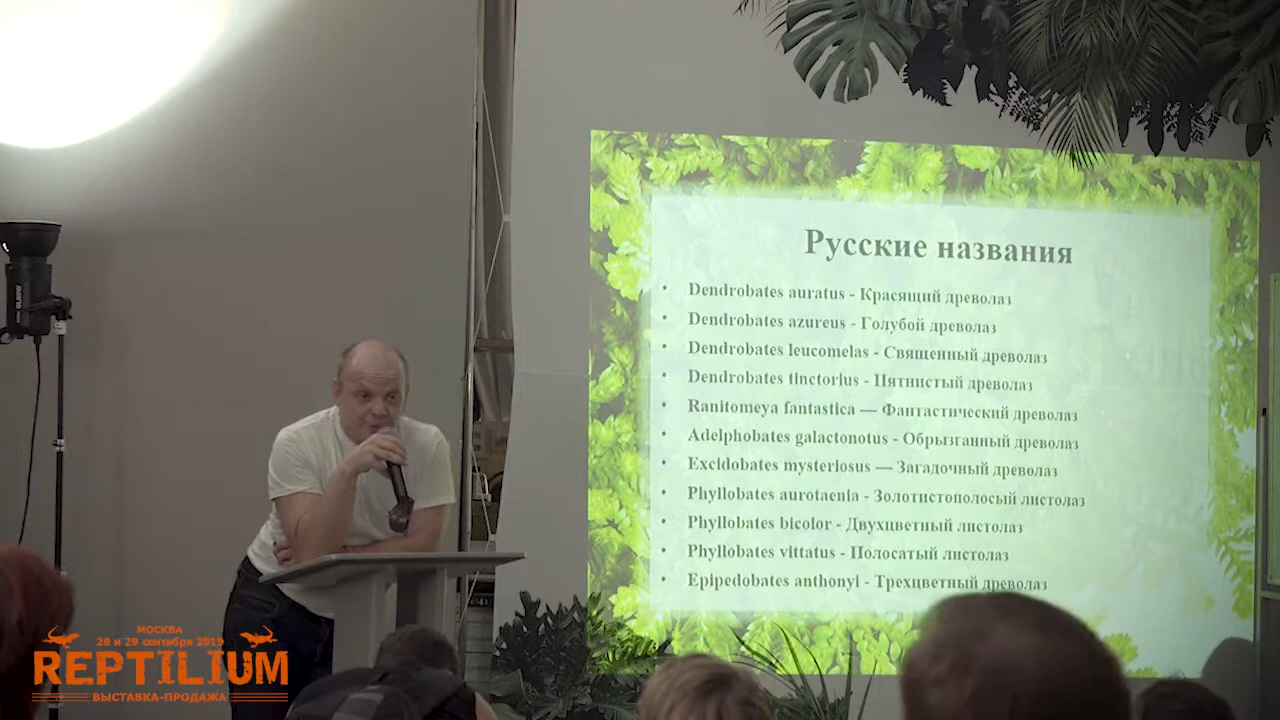 Русские названия
• Dendrobates auratus - Красящий древолаз
• Dendrobates azureus - Голубой древолаз
• Dendrobates leucomelas - Священный древолаз
• Dendrobates tinctorius - Пятнистый древолаз
• Ranitomeya fantastica — Фантастический древолаз
• Adelphobates galactonotus - Обрызганный древолаз
• Excidobates mysteriosus — Загадочный древолаз
• Phyllobates aurotaenia - Золотистополосый листолаз
• Phyllobates bicolor - Двухцветный листолаз
• Phyllobates vittatus - Полосатый листолаз
• Epipedobates anthonyi - Трехцветный древолаз
МОСКВА
28 и 29 сентября 2019
REPTILIUM
ВЫСТАВКА-ПРОДАЖА